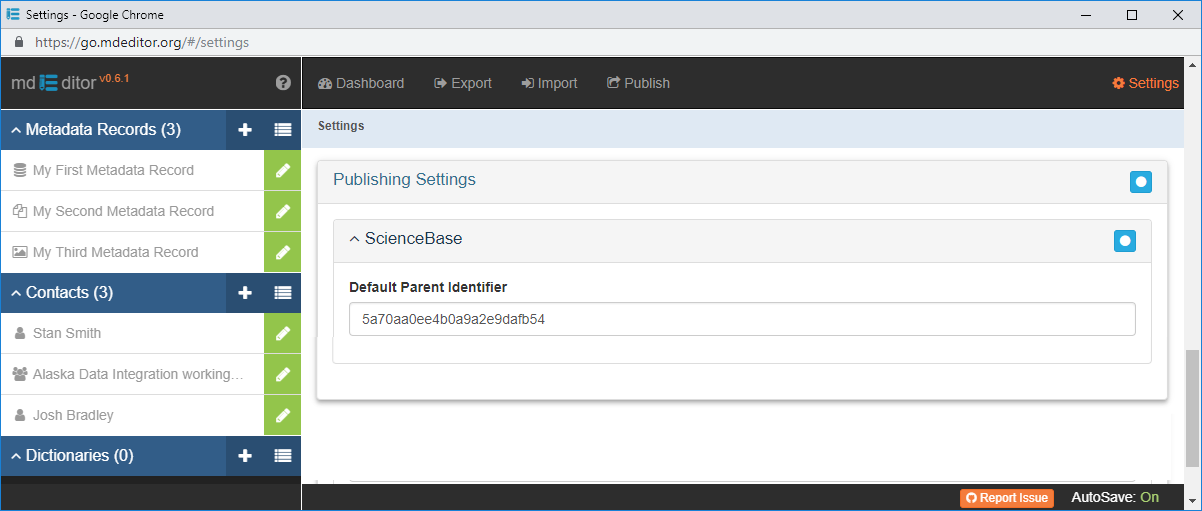 Settings - Google Chrome
https://go.mdeditor.org/#/settings
md ditor v0.6.1
Dashboard Export Import Publish Settings
Metadata Records (3)
Settings
My First Metadata Record
Publishing Settings
My Second Metadata Record
ScienceBase
My Third Metadata Record
Contacts (3)
Default Parent Identifier
Stan Smith
5a70aa0ee4b0a9a2e9dafb54
Alaska Data Integration working...
Josh Bradley
Dictionaries (0)
Report Issue AutoSave: On